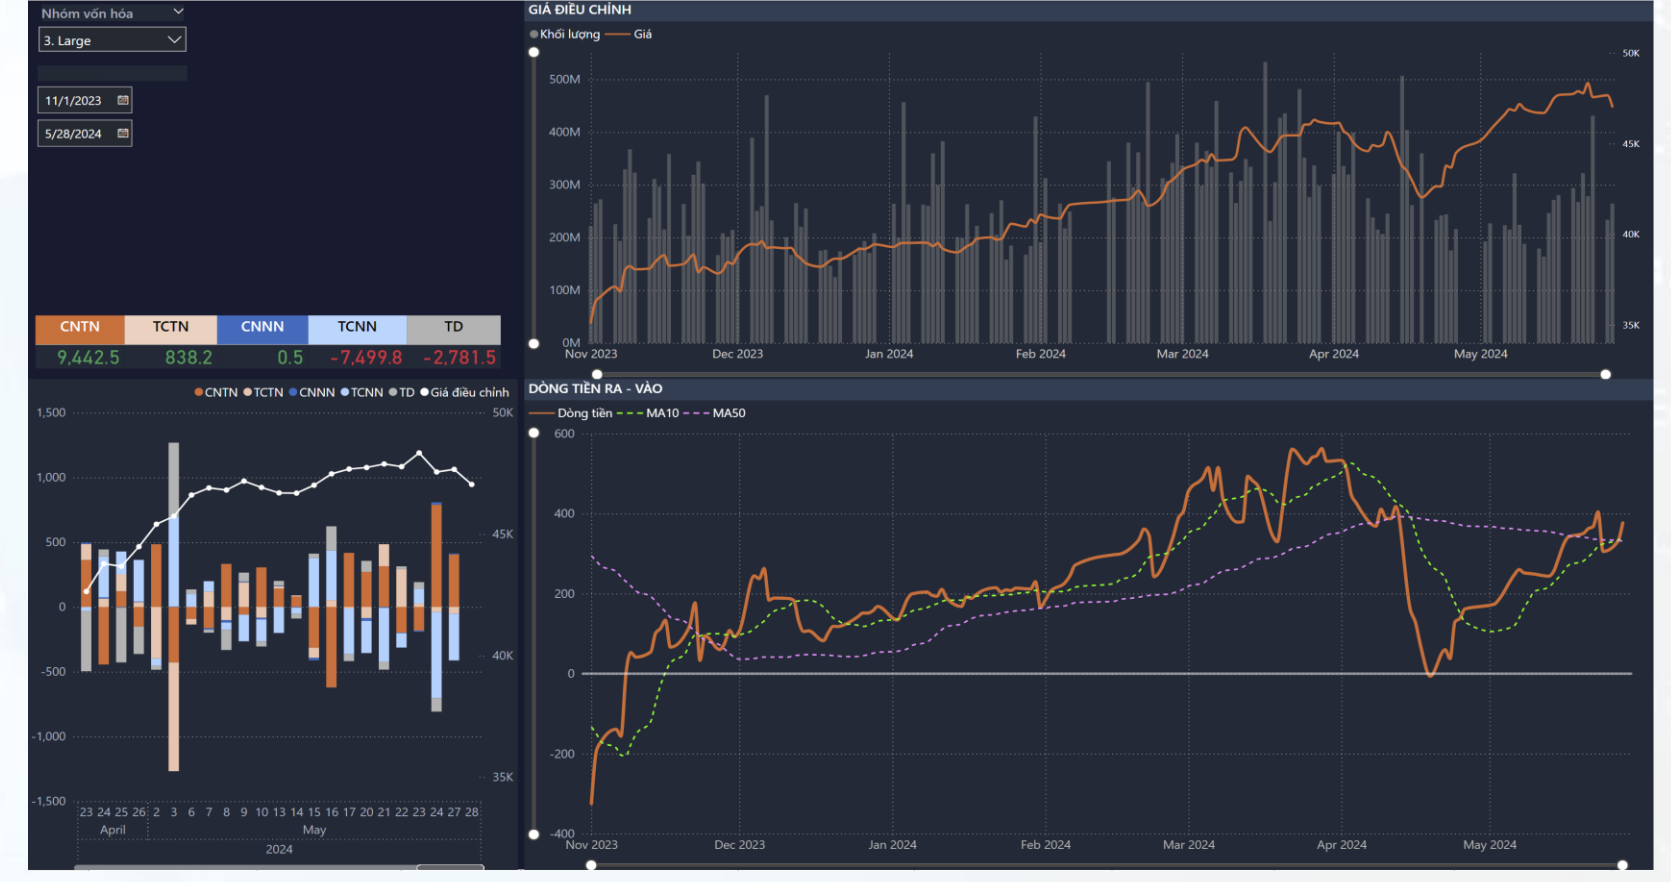 Nhóm vốn hóa
3. Large
11/1/2023
5/28/2024
CNTN TCTN CNNN TCNN TD
9,442.5 838.2 0.5 -7,499.8 -2,781.5
CNTN TCTN CNNN TCNN TD Giá điều chỉnh
1,500 50K
1,000
500 45K
0
-500 40K
-1,000
35K
-1,500
23 24 25 26 2 3 6 7 8 9 10 13 14 15 16 17 20 21 22 23 24 27 28
April May
2024
GIÁ ĐIỀU CHỈNH
Khối lượng Giá
50K
500M
400M 45K
300M
200M 40K
100M
35K
0M
Nov 2023 Dec 2023 Jan 2024 Feb 2024 Mar 2024 Apr 2024 May 2024
DÒNG TIỀN RA - VÀO
Dòng tiền MA10 MA50
600
400
200
0
-200
-400
Nov 2023 Dec 2023 Jan 2024 Feb 2024 Mar 2024 Apr 2024 May 2024